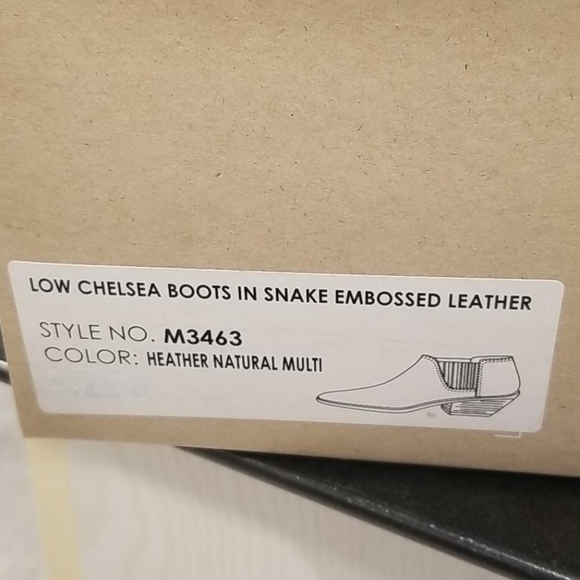 LOW CHELSEA BOOTS IN SNAKE EMBOSSED LEATHER
STYLE NO. M3463
COLOR: HEATHER NATURAL MULTI